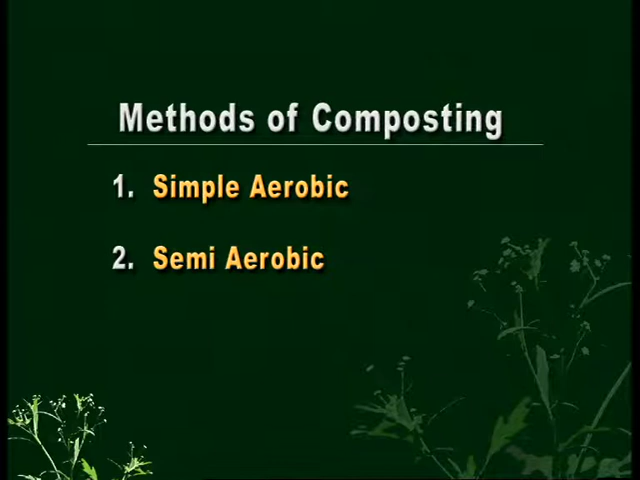 Methods of Composting
1. Simple Aerobic
2. Semi Aerobic